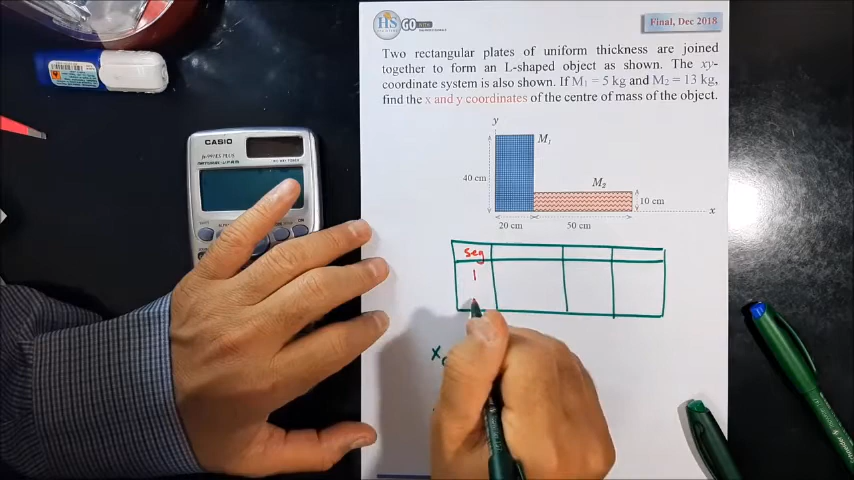 HS
GO
Final, Dec 2018
Two rectangular plates of uniform thickness are joined
together to form an L-shaped object as shown. The xy-
coordinate system is also shown. If M₁ = 5 kg and M₂ = 13 kg,
find the x and y coordinates of the centre of mass of the object.
y
M₁
40 cm
M₂
10 cm
x
20 cm
50 cm
seg
1
x
CASIO